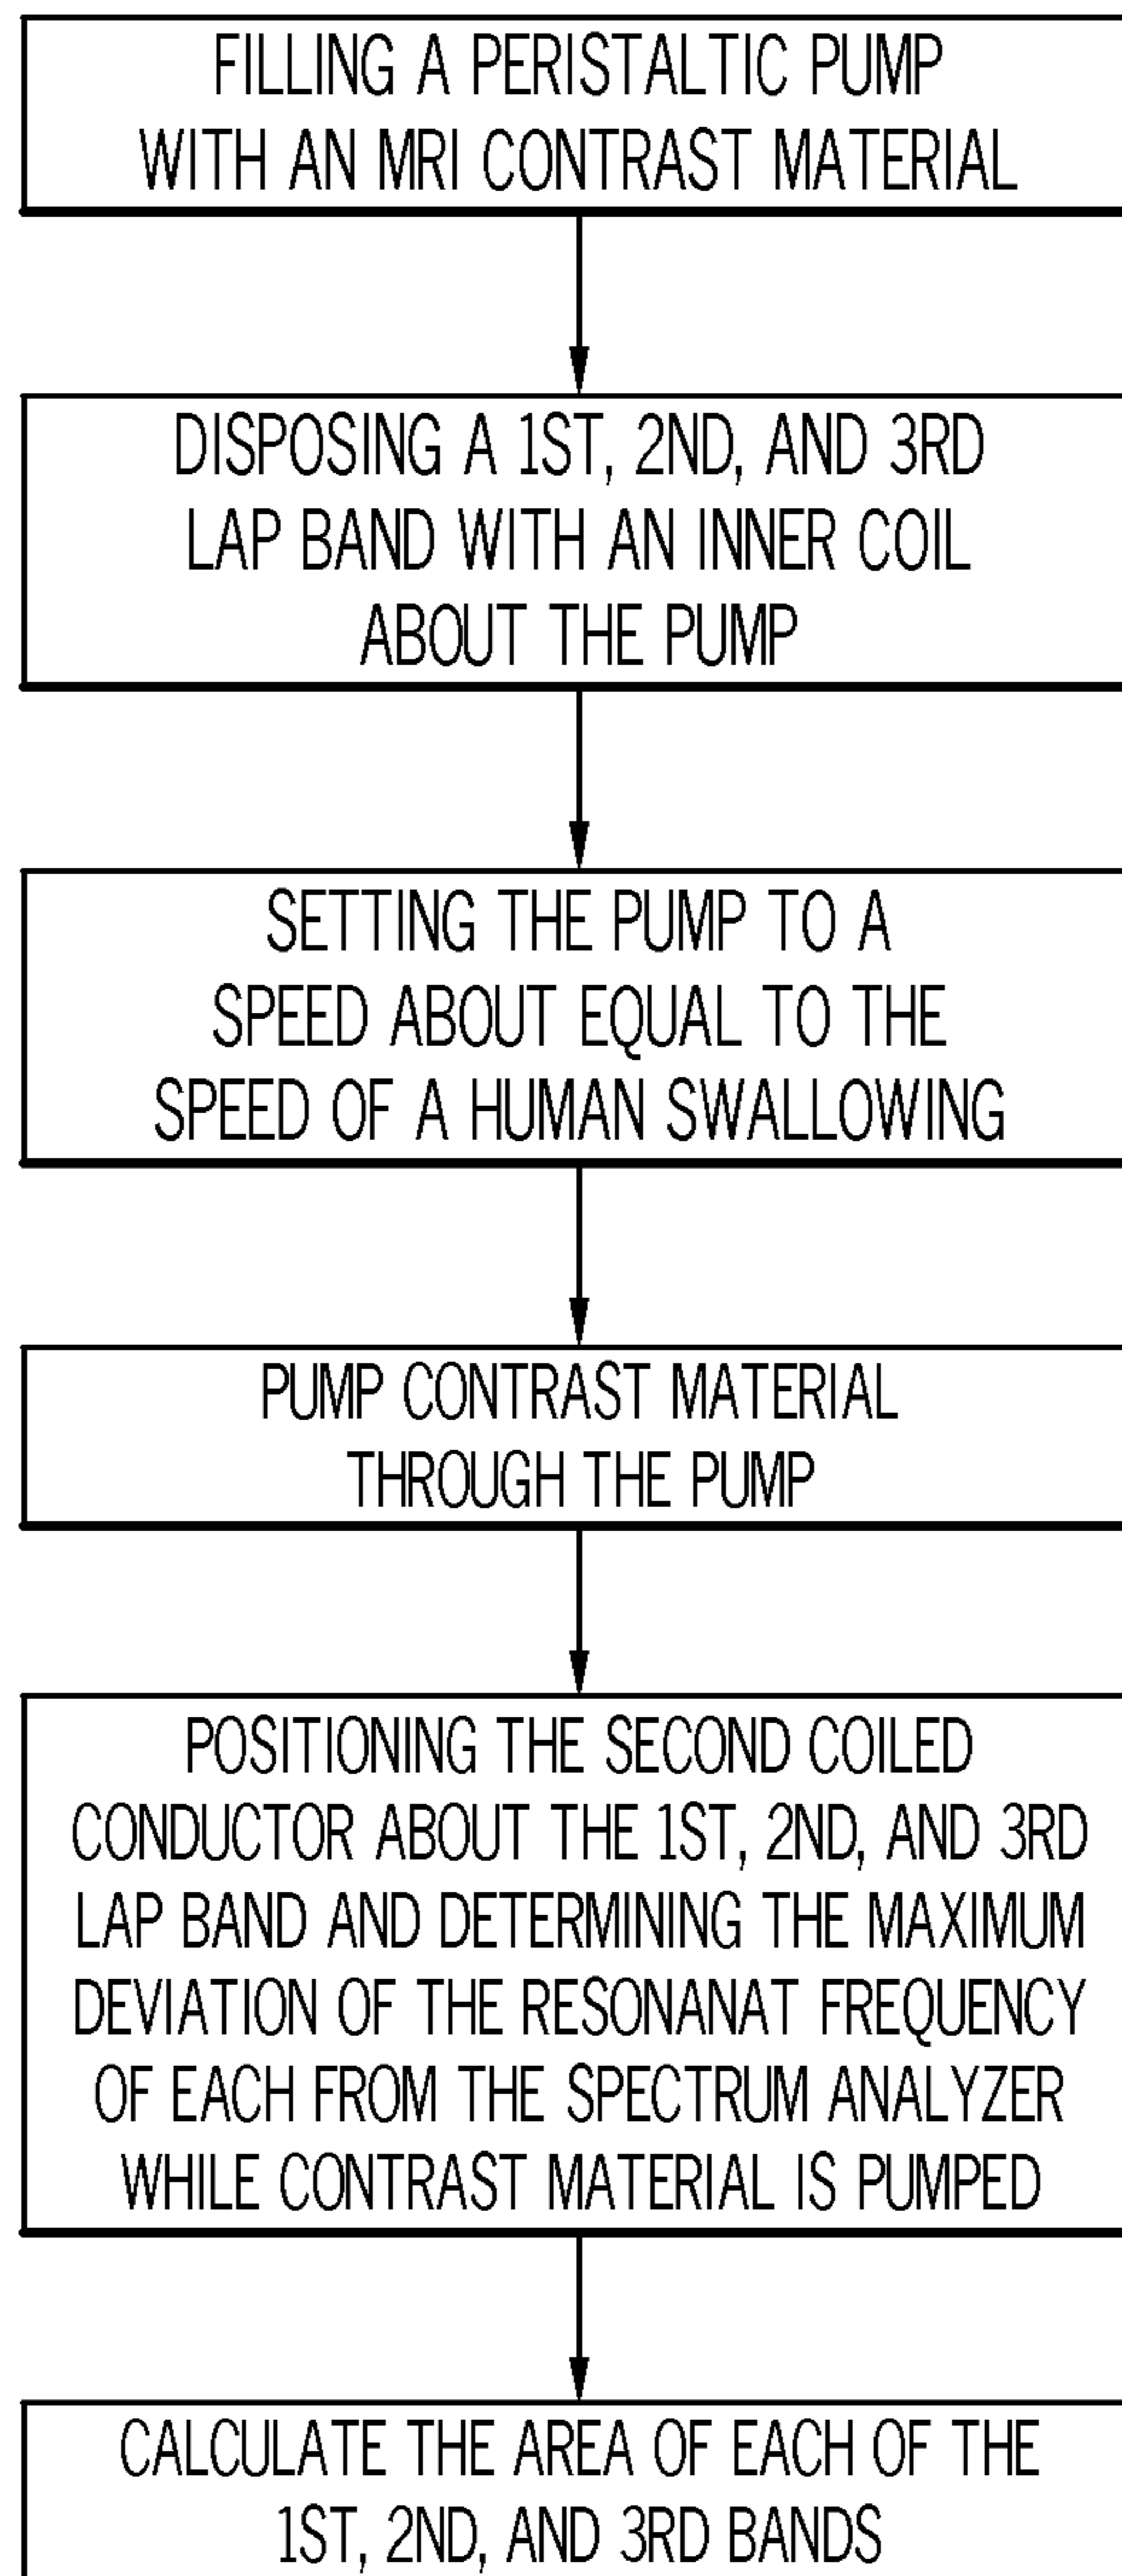 FILLING A PERISTALTIC PUMP
WITH AN MRI CONTRAST MATERIAL
DISPOSING A 1ST, 2ND, AND 3RD
LAP BAND WITH AN INNER COIL
ABOUT THE PUMP
SETTING THE PUMP TO A
SPEED ABOUT EQUAL TO THE
SPEED OF A HUMAN SWALLOWING
PUMP CONTRAST MATERIAL
THROUGH THE PUMP
POSITIONING THE SECOND COILED
CONDUCTOR ABOUT THE 1ST, 2ND, AND 3RD
LAP BAND AND DETERMINING THE MAXIMUM
DEVIATION OF THE RESONANAT FREQUENCY
OF EACH FROM THE SPECTRUM ANALYZER
WHILE CONTRAST MATERIAL IS PUMPED
CALCULATE THE AREA OF EACH OF THE
1ST, 2ND, AND 3RD BANDS